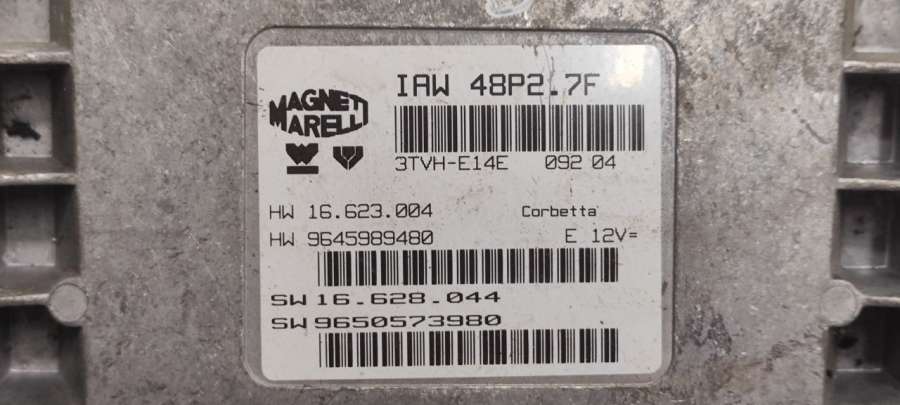 MAGNETI
MARELLI
IAW 48P2.7F
3TVH-E14E 092 04
HW 16.623.004 Corbetta
HW 9645989480 E 12V=
SW 16.628.044
SW 9650573980